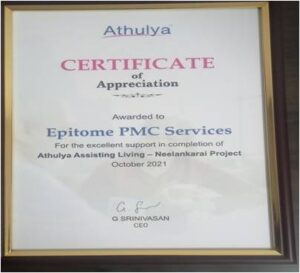 Athulya
CERTIFICATE
of
Appreciation
Awarded to
Epitome PMC Services
For the excellent support in completion of
Athulya Assisting Living – Neelankarai Project
October 2021
G SRINIVASAN
CEO